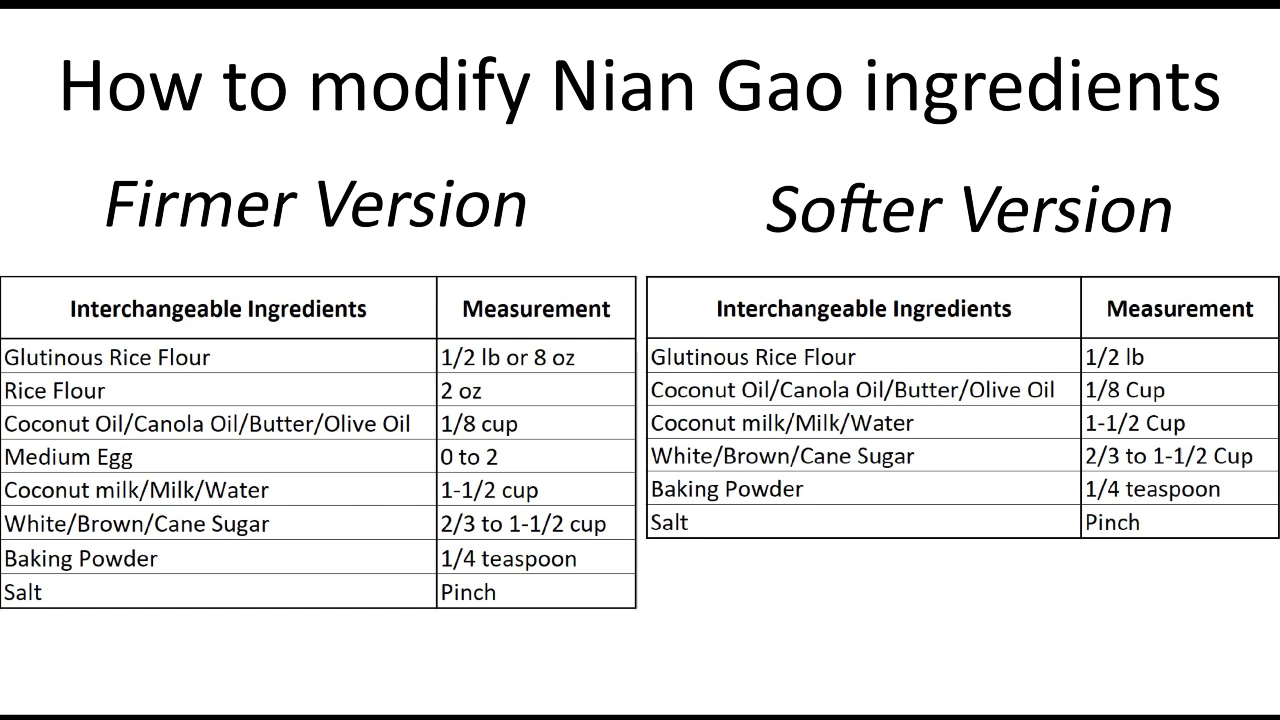 How to modify Nian Gao ingredients
Firmer Version
Interchangeable Ingredients Measurement
Glutinous Rice Flour 1/2 lb or 8 oz
Rice Flour 2 oz
Coconut Oil/Canola Oil/Butter/Olive Oil 1/8 cup
Medium Egg 0 to 2
Coconut milk/Milk/Water 1-1/2 cup
White/Brown/Cane Sugar 2/3 to 1-1/2 cup
Baking Powder 1/4 teaspoon
Salt Pinch
Softer Version
Interchangeable Ingredients Measurement
Glutinous Rice Flour 1/2 lb
Coconut Oil/Canola Oil/Butter/Olive Oil 1/8 Cup
Coconut milk/Milk/Water 1-1/2 Cup
White/Brown/Cane Sugar 2/3 to 1-1/2 Cup
Baking Powder 1/4 teaspoon
Salt Pinch